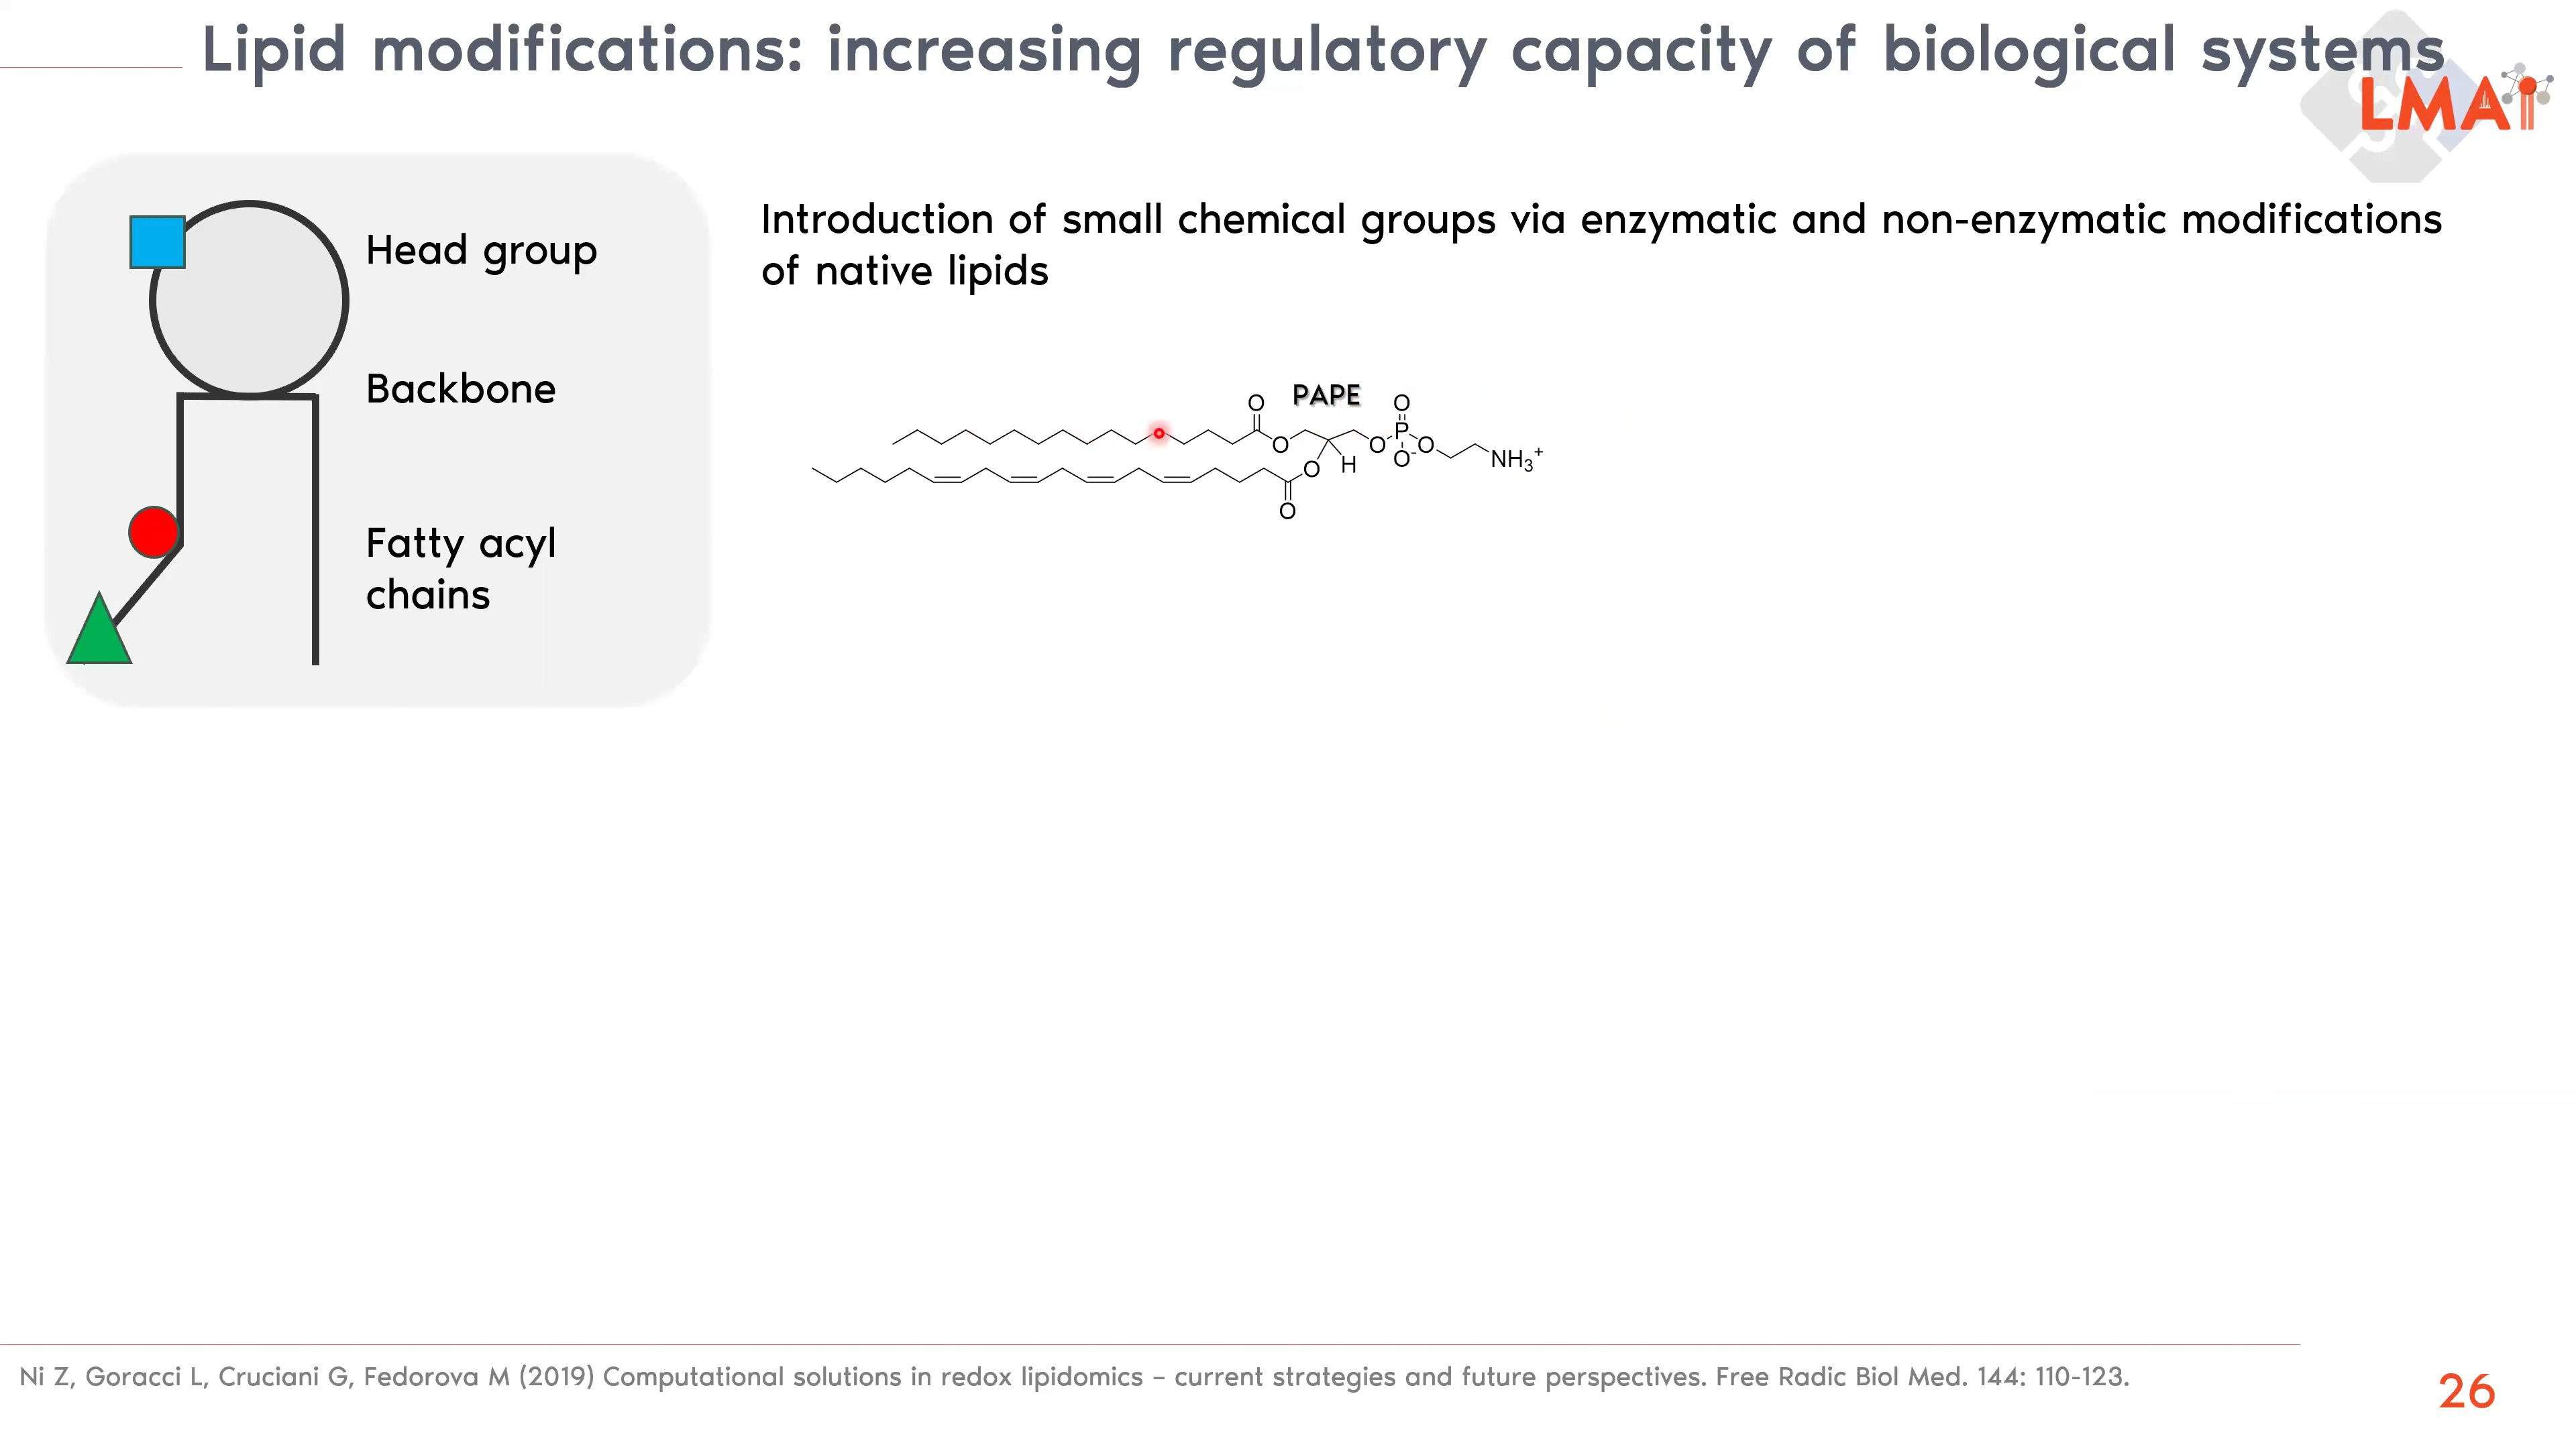 Lipid modifications: increasing regulatory capacity of biological systems
LMAi
Head group
Backbone
Fatty acyl
chains
Introduction of small chemical groups via enzymatic and non-enzymatic modifications
of native lipids
PAPE
O
O
O
O
H
O
O
P
O⁻
O
NH₃⁺
Ni Z, Goracci L, Cruciani G, Fedorova M (2019) Computational solutions in redox lipidomics – current strategies and future perspectives. Free Radic Biol Med. 144: 110-123.
26